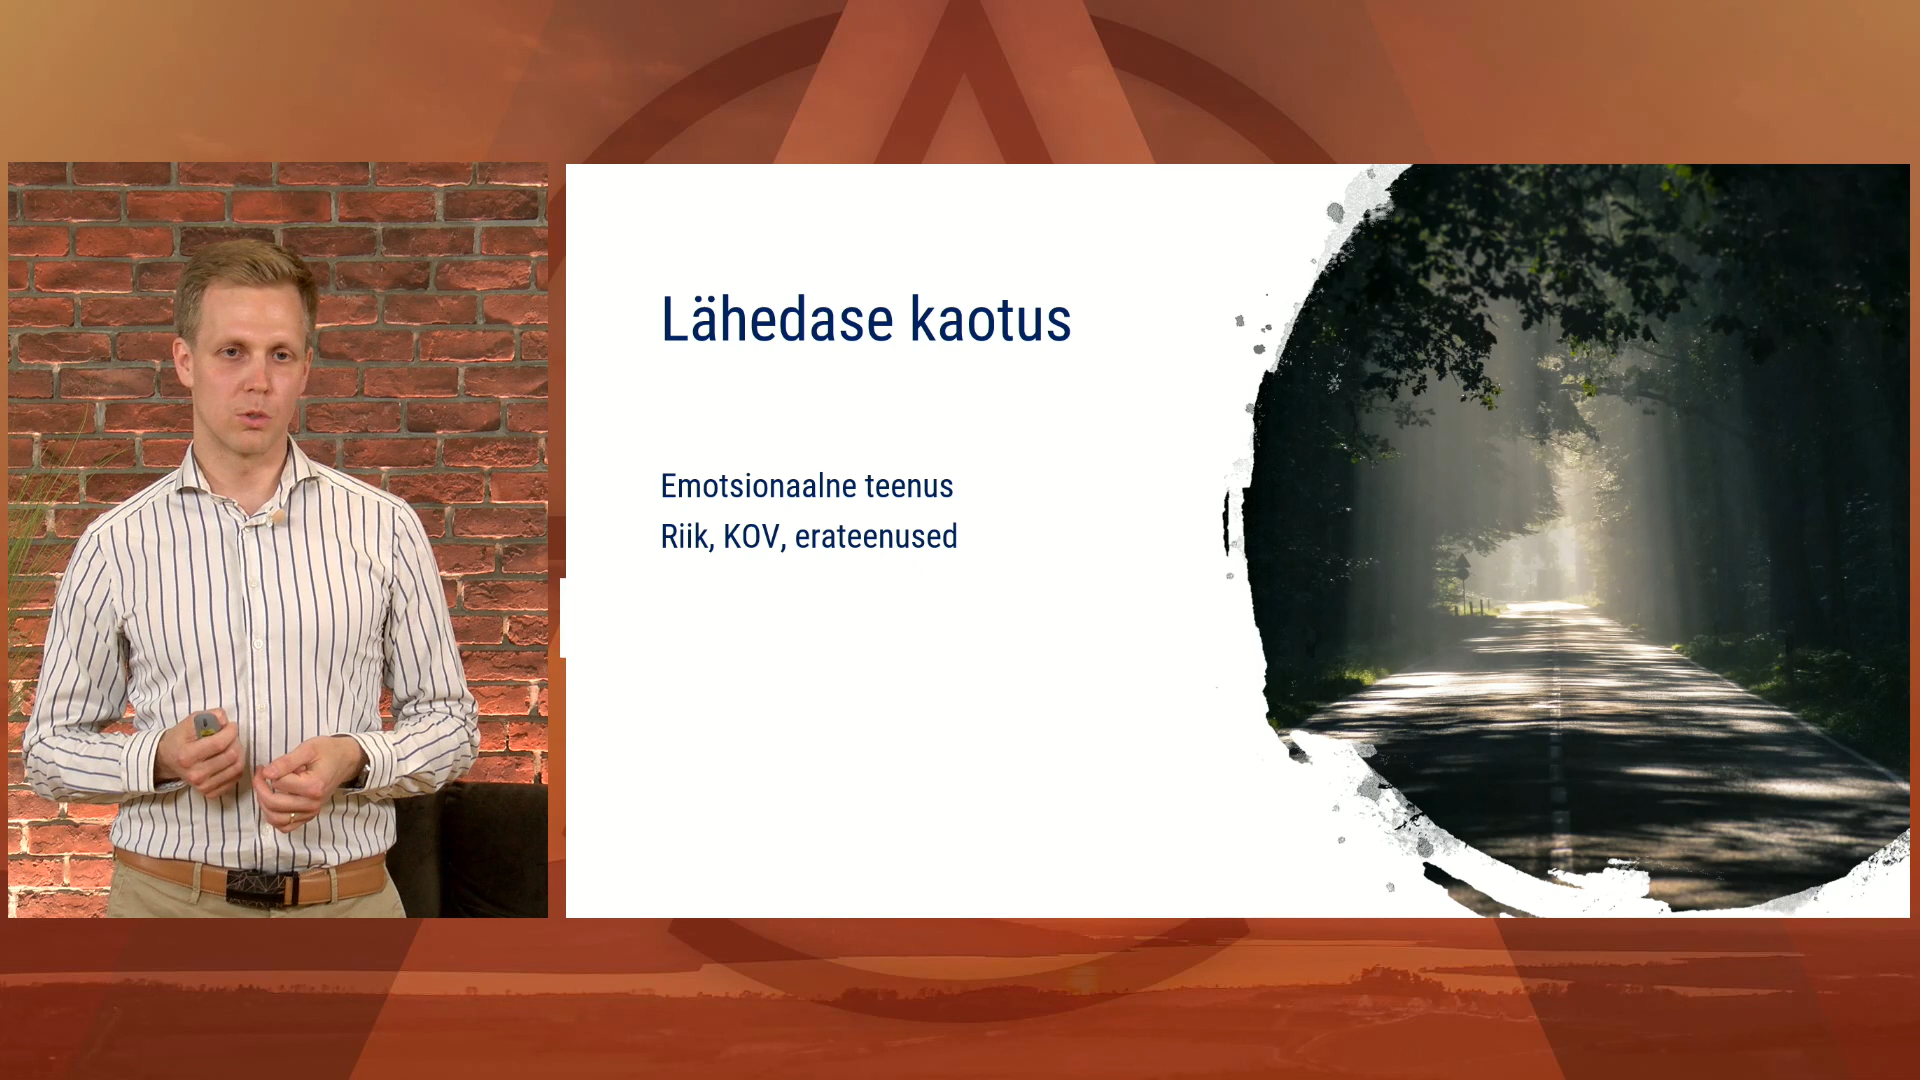 Lähedase kaotus
Emotsionaalne teenus
Riik, KOV, erateenused